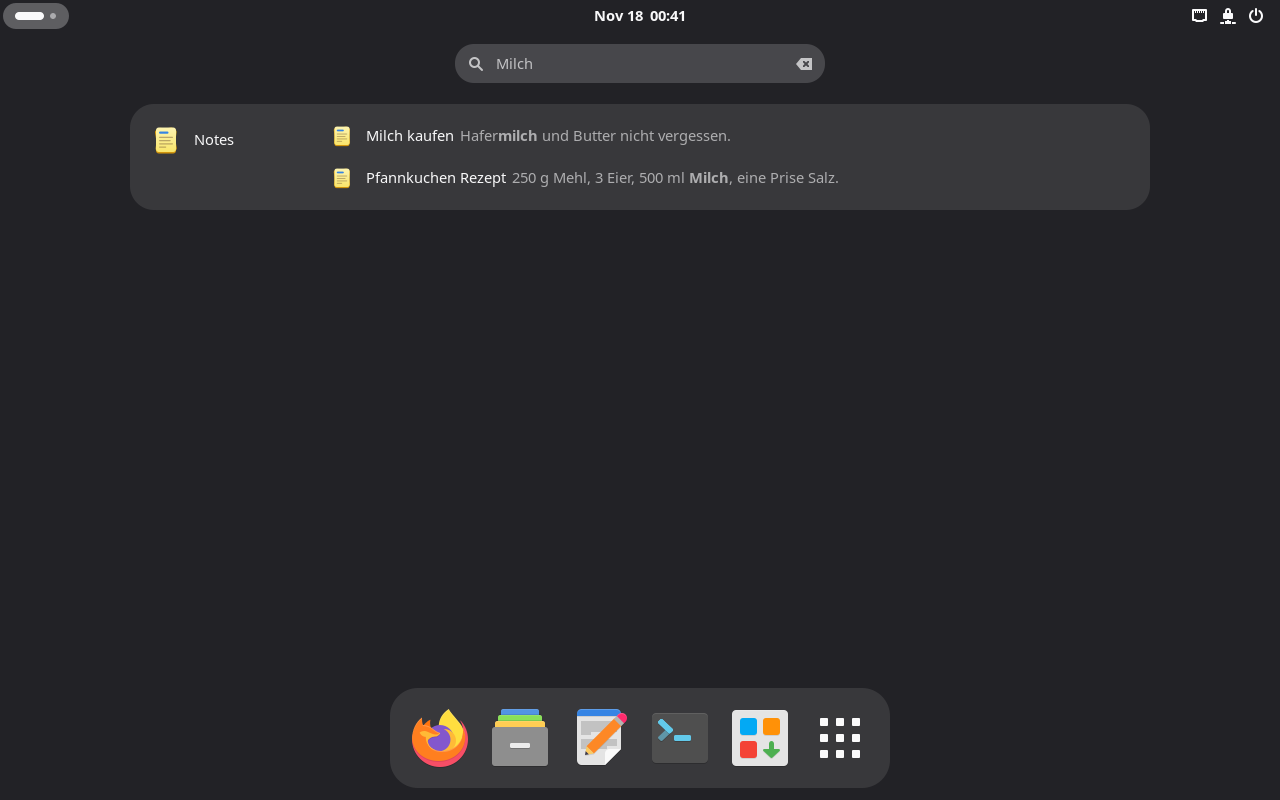 Nov 18 00:41
Milch
Notes
Milch kaufen Hafermilch und Butter nicht vergessen.
Pfannkuchen Rezept 250 g Mehl, 3 Eier, 500 ml Milch, eine Prise Salz.